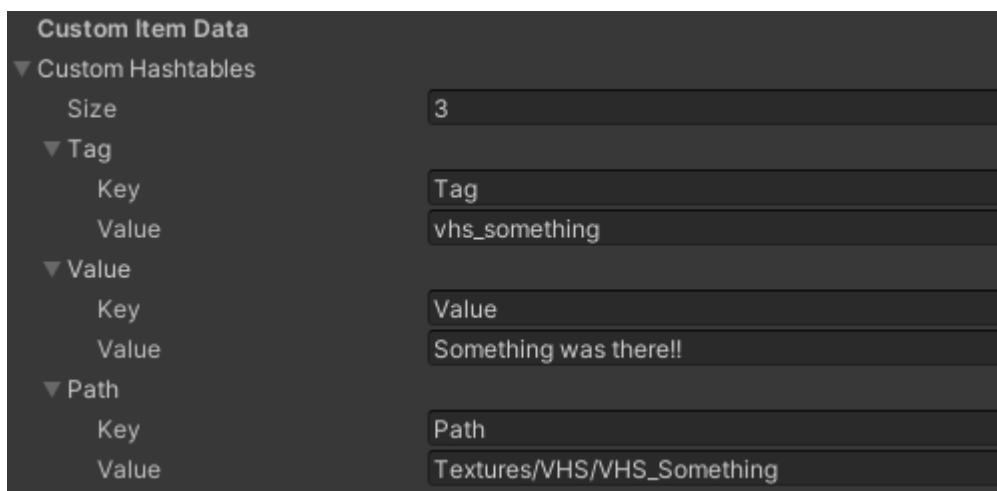 Custom Item Data
Custom Hashtables
Size 3
Tag
Key Tag
Value vhs_something
Value
Key Value
Value Something was there!!
Path
Key Path
Value Textures/VHS/VHS_Something